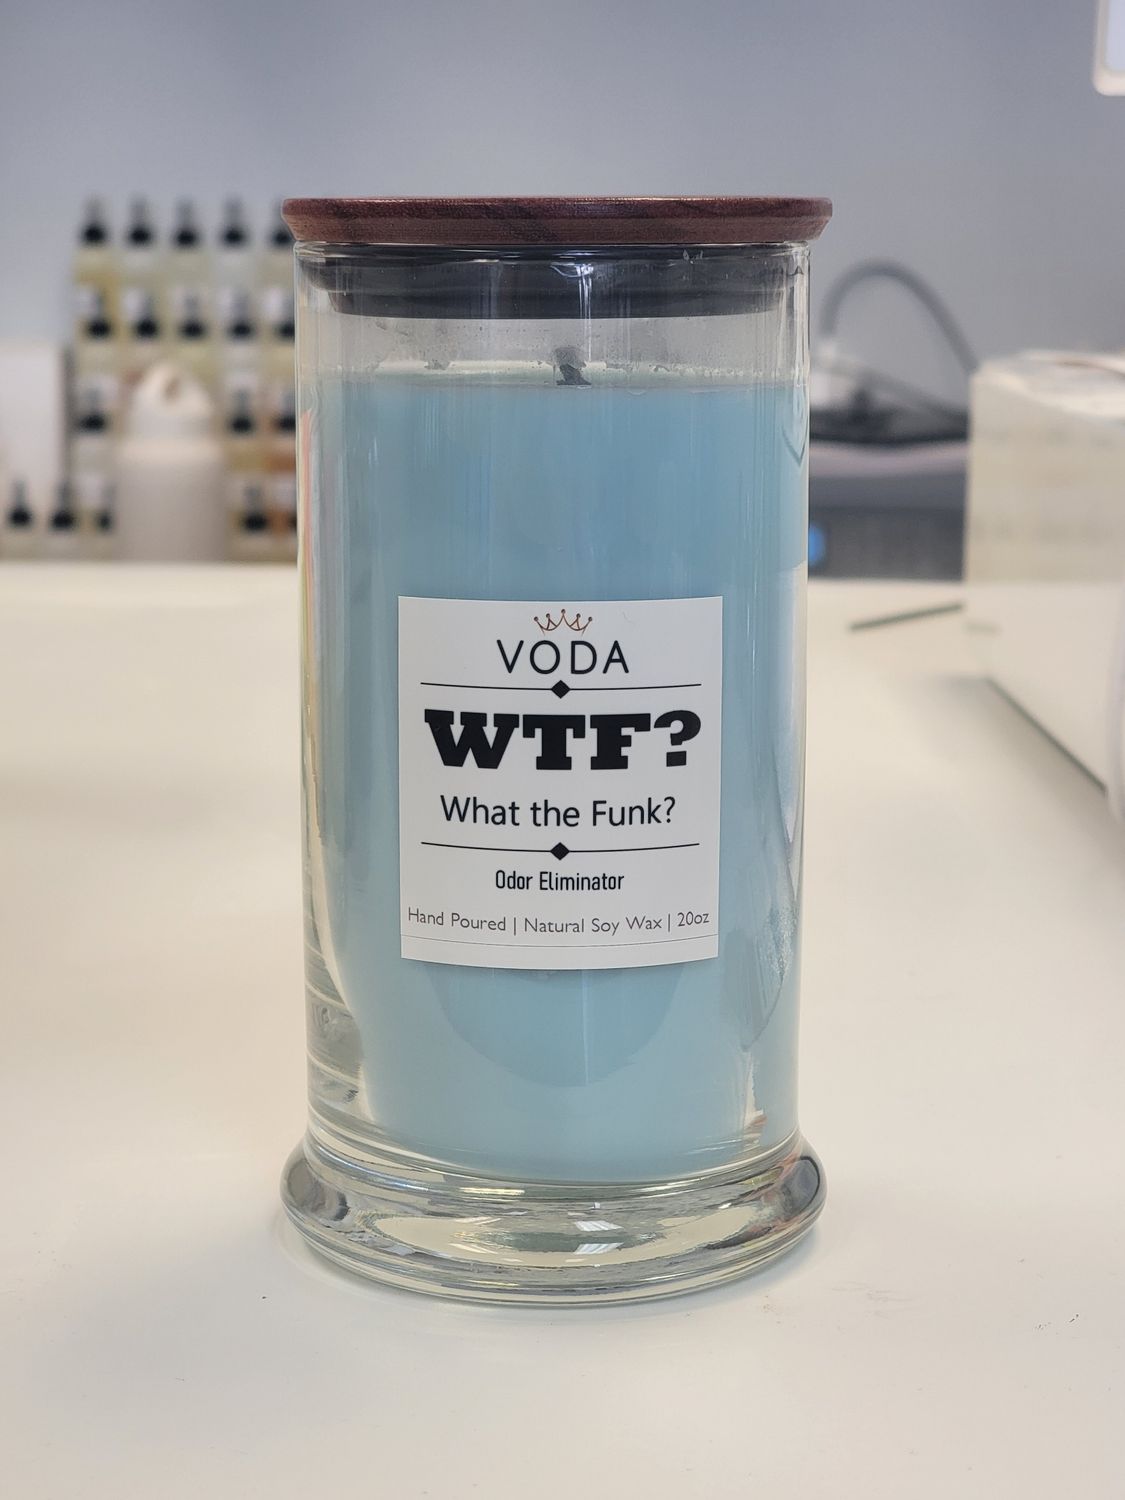 VODA
WTF?
What the Funk?
Odor Eliminator
Hand Poured | Natural Soy Wax | 20oz